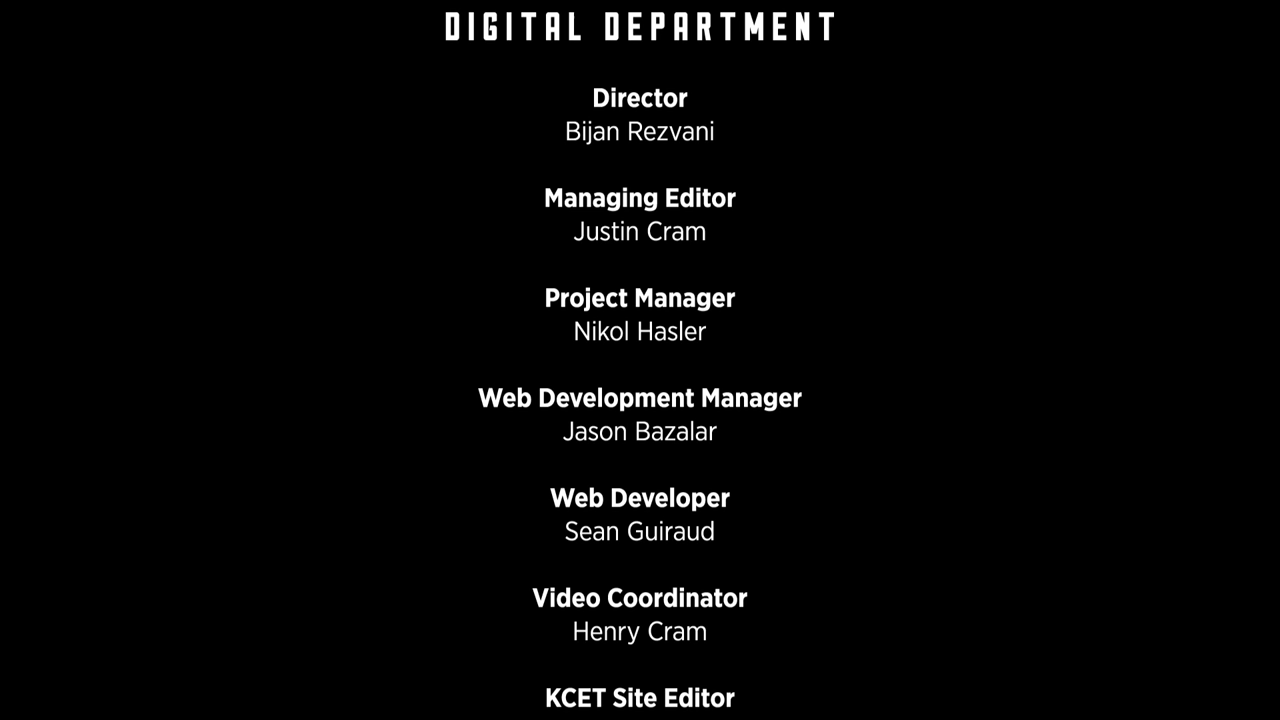 DIGITAL DEPARTMENT
Director
Bijan Rezvani
Managing Editor
Justin Cram
Project Manager
Nikol Hasler
Web Development Manager
Jason Bazalar
Web Developer
Sean Guiraud
Video Coordinator
Henry Cram
KCET Site Editor